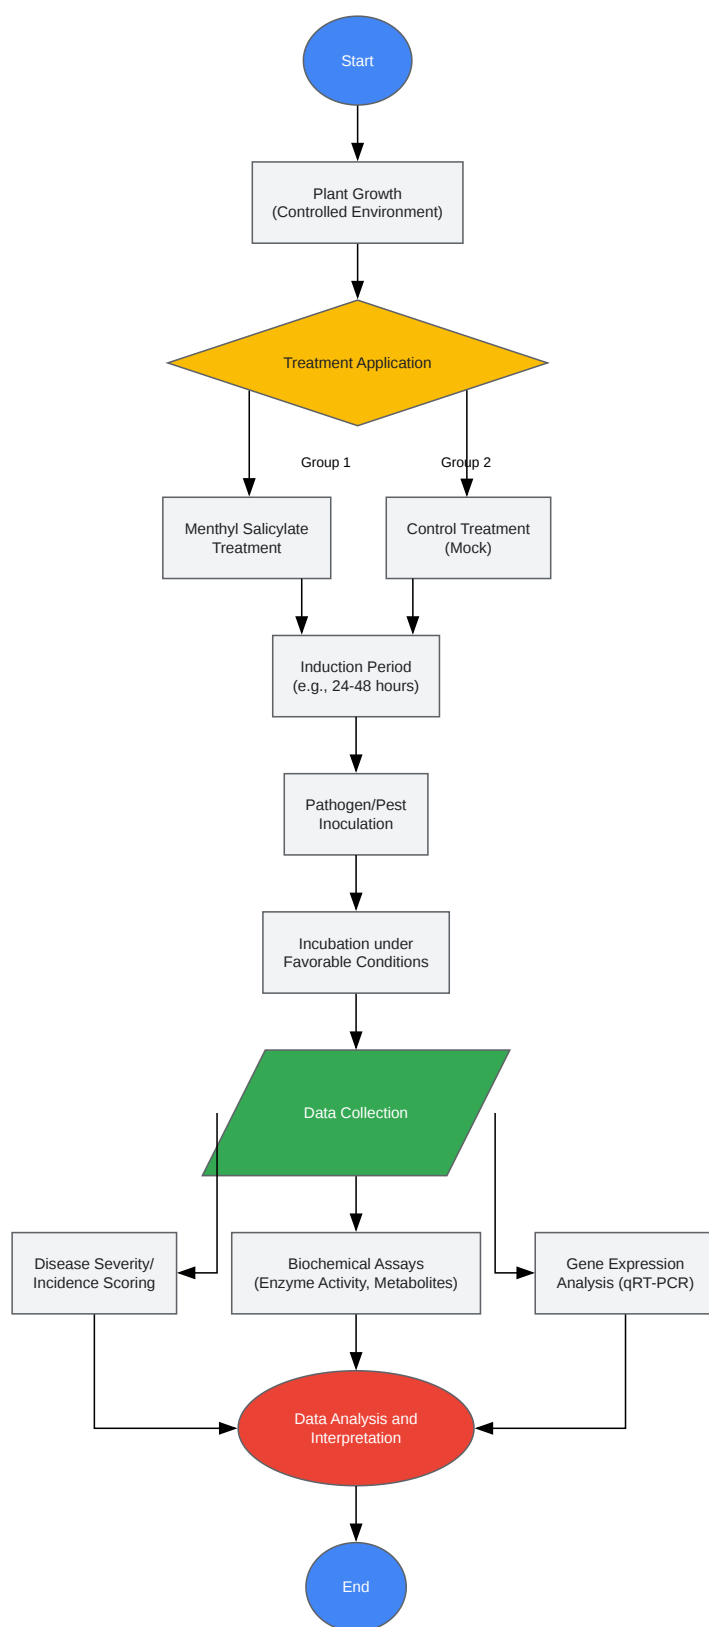 Start
Plant Growth
(Controlled Environment)
Treatment Application
Group 1
Group 2
Menthyl Salicylate
Treatment
Control Treatment
(Mock)
Induction Period
(e.g., 24-48 hours)
Pathogen/Pest
Inoculation
Incubation under
Favorable Conditions
Data Collection
Disease Severity/
Incidence Scoring
Biochemical Assays
(Enzyme Activity, Metabolites)
Gene Expression
Analysis (qRT-PCR)
Data Analysis and
Interpretation
End